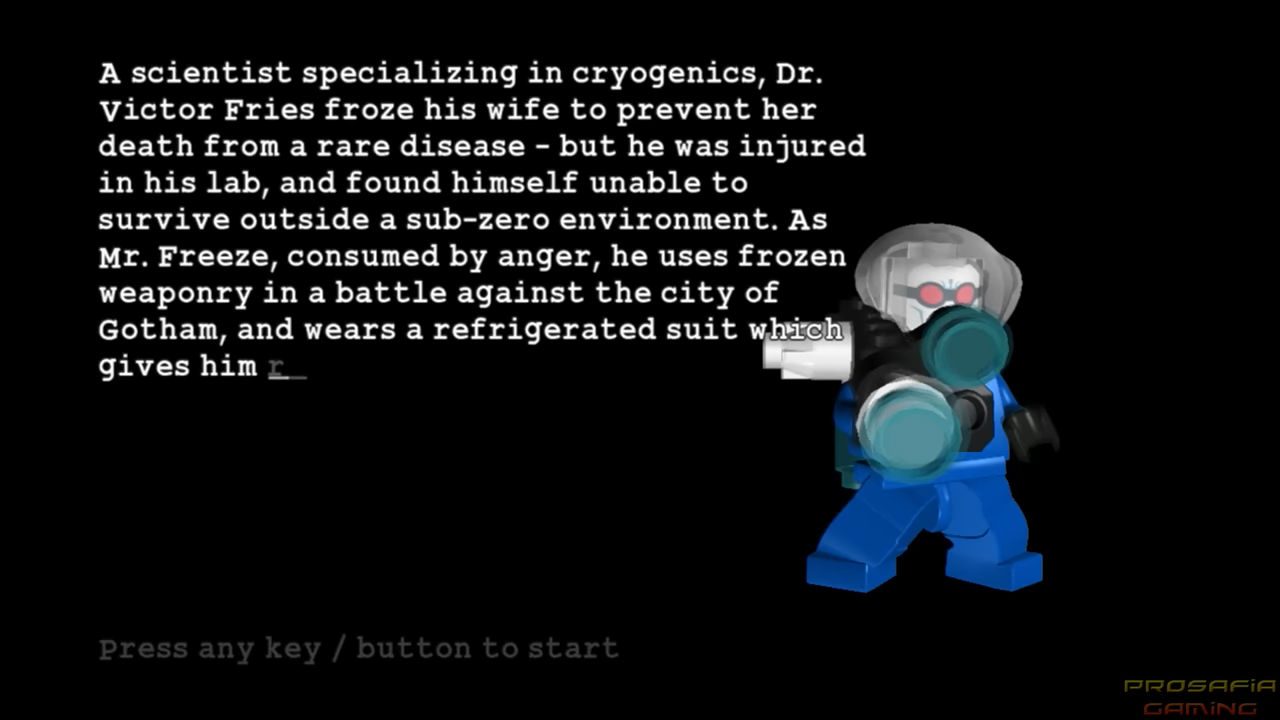 A scientist specializing in cryogenics, Dr.
Victor Fries froze his wife to prevent her
death from a rare disease - but he was injured
in his lab, and found himself unable to
survive outside a sub-zero environment. As
Mr. Freeze, consumed by anger, he uses frozen
weaponry in a battle against the city of
Gotham, and wears a refrigerated suit which
gives him r_
Press any key / button to start
PROSAFiA
GAMiNG